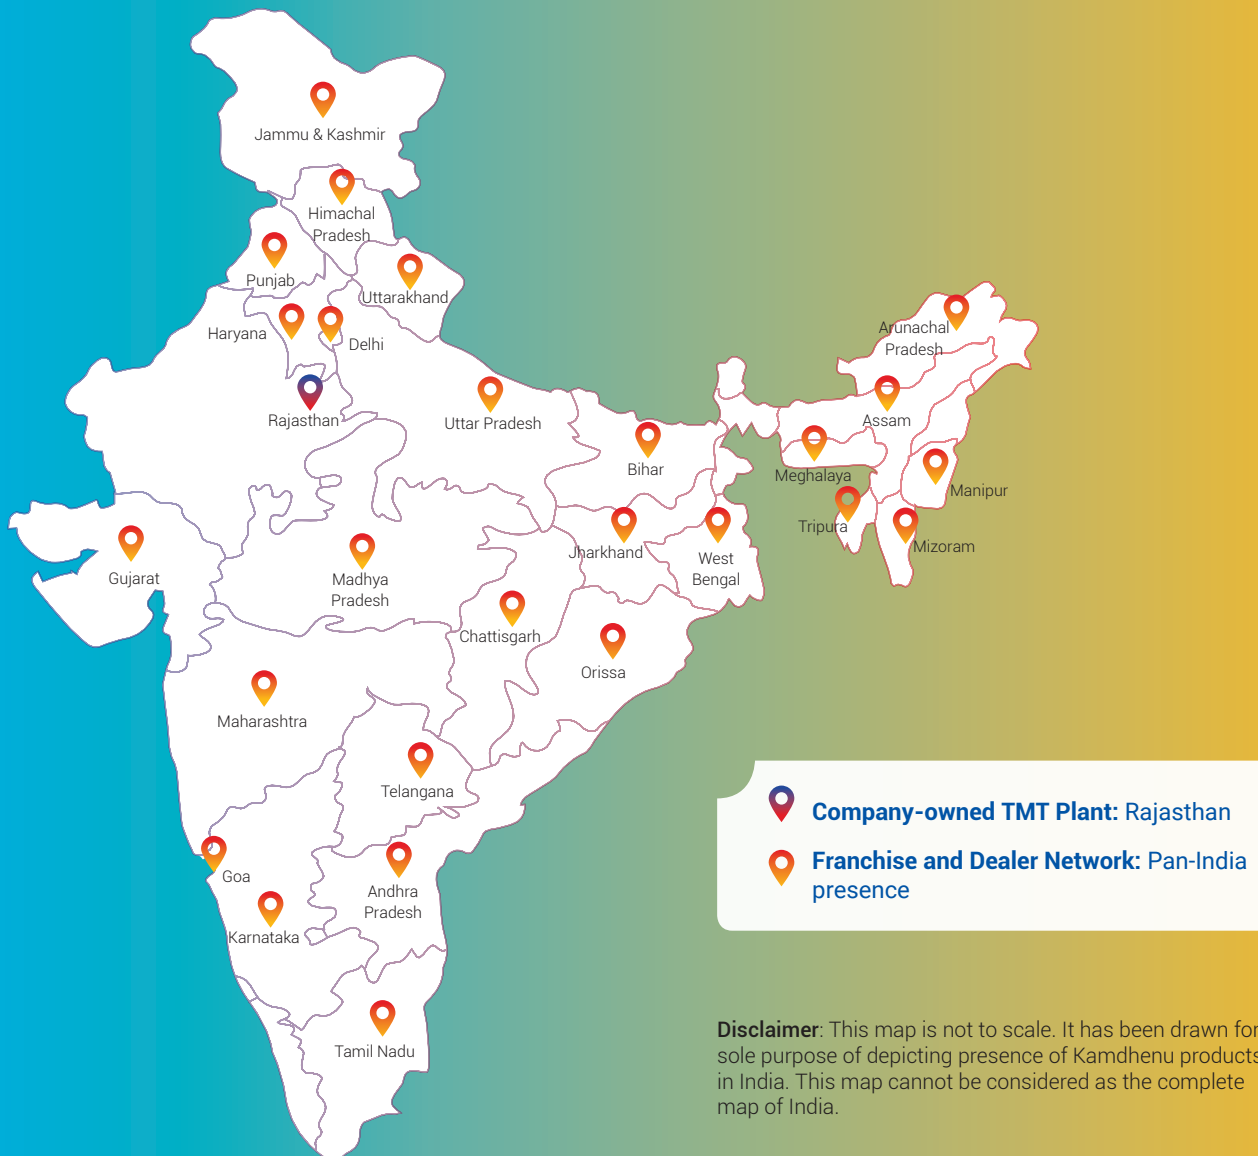 Jammu & Kashmir
Himachal
Pradesh
Punjab
Uttarakhand
Haryana
Delhi
Arunachal
Pradesh
Rajasthan
Uttar Pradesh
Assam
Bihar
Meghalaya
Manipur
Tripura
Mizoram
Jharkhand
West
Bengal
Gujarat
Madhya
Pradesh
Chattisgarh
Orissa
Maharashtra
Telangana
Goa
Andhra
Pradesh
Karnataka
Tamil Nadu
Company-owned TMT Plant: Rajasthan
Franchise and Dealer Network: Pan-India
presence
Disclaimer: This map is not to scale. It has been drawn for
sole purpose of depicting presence of Kamdhenu products
in India. This map cannot be considered as the complete
map of India.